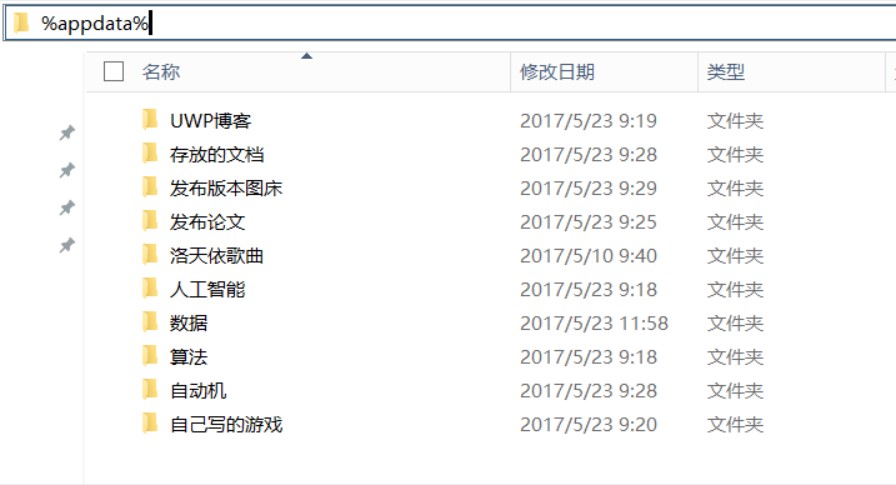 %appdata%
名称 修改日期 类型
UWP博客 2017/5/23 9:19 文件夹
存放的文档 2017/5/23 9:28 文件夹
发布版本图床 2017/5/23 9:29 文件夹
发布论文 2017/5/23 9:25 文件夹
洛天依歌曲 2017/5/10 9:40 文件夹
人工智能 2017/5/23 9:18 文件夹
数据 2017/5/23 11:58 文件夹
算法 2017/5/23 9:18 文件夹
自动机 2017/5/23 9:28 文件夹
自己写的游戏 2017/5/23 9:20 文件夹